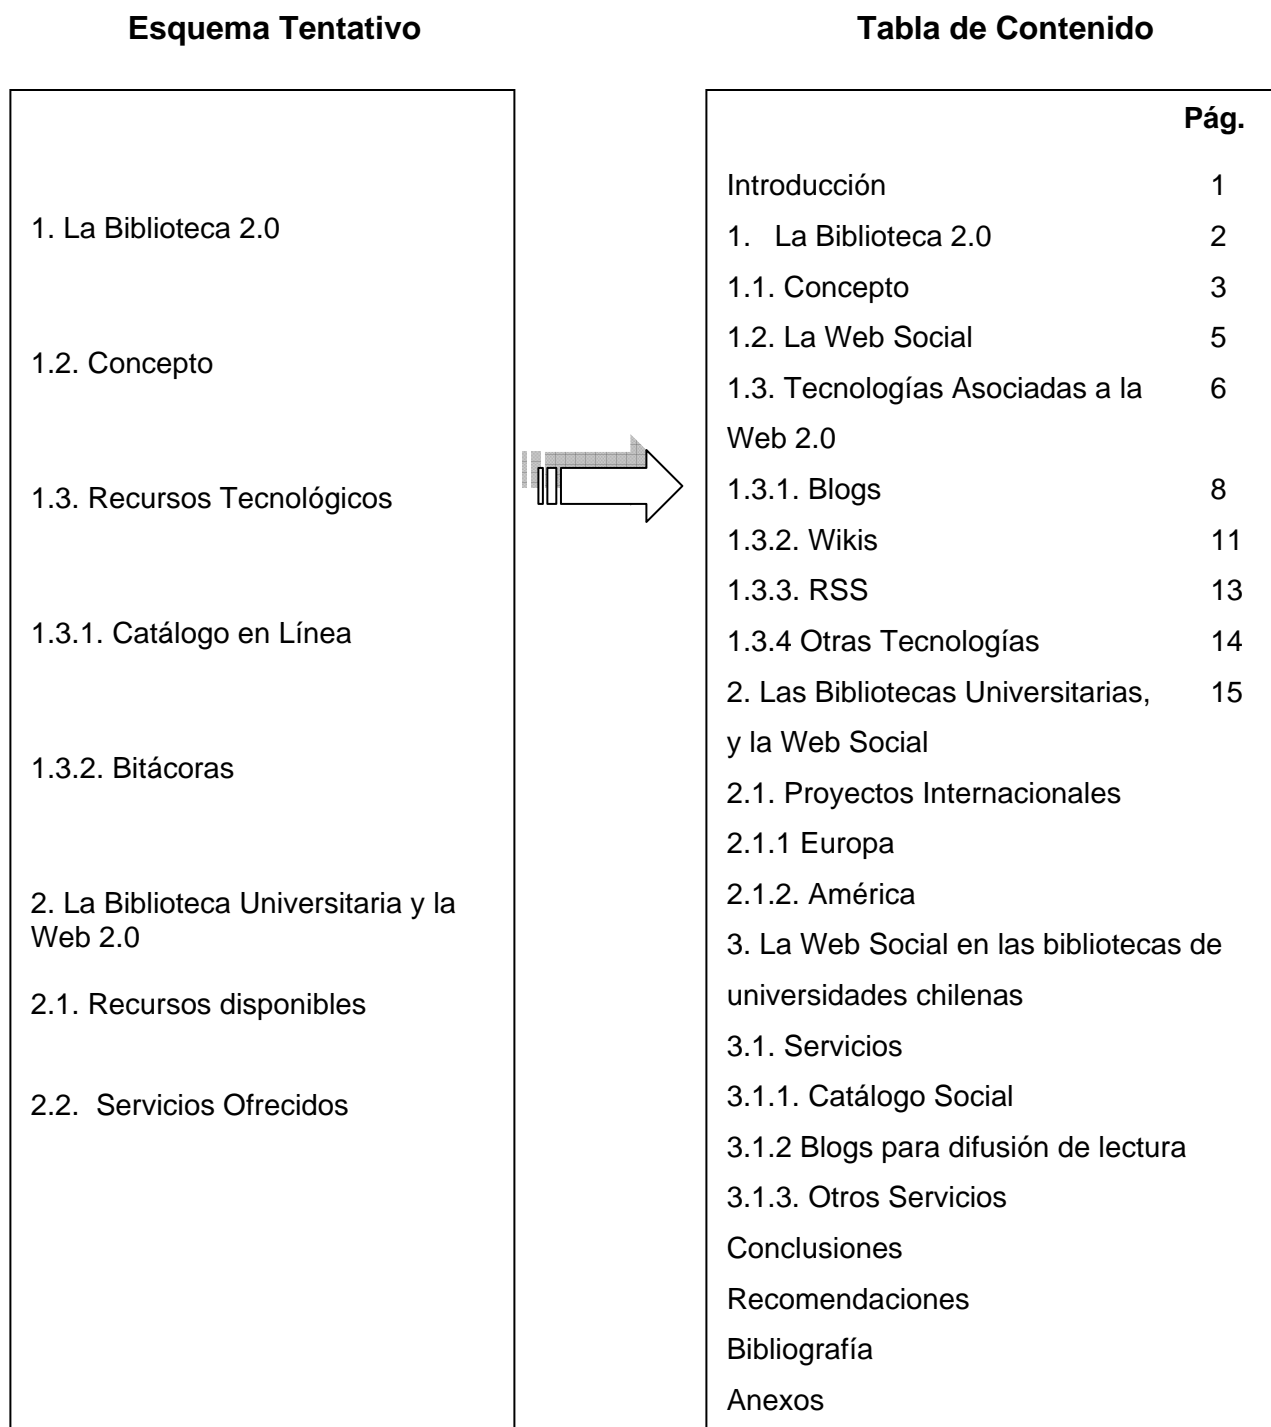 Esquema Tentativo
1. La Biblioteca 2.0
1.2. Concepto
1.3. Recursos Tecnológicos
1.3.1. Catálogo en Línea
1.3.2. Bitácoras
2. La Biblioteca Universitaria y la
Web 2.0
2.1. Recursos disponibles
2.2. Servicios Ofrecidos
Tabla de Contenido
Pág.
Introducción 1
1. La Biblioteca 2.0 2
1.1. Concepto 3
1.2. La Web Social 5
1.3. Tecnologías Asociadas a la 6
Web 2.0
1.3.1. Blogs 8
1.3.2. Wikis 11
1.3.3. RSS 13
1.3.4 Otras Tecnologías 14
2. Las Bibliotecas Universitarias, 15
y la Web Social
2.1. Proyectos Internacionales
2.1.1 Europa
2.1.2. América
3. La Web Social en las bibliotecas de
universidades chilenas
3.1. Servicios
3.1.1. Catálogo Social
3.1.2 Blogs para difusión de lectura
3.1.3. Otros Servicios
Conclusiones
Recomendaciones
Bibliografía
Anexos